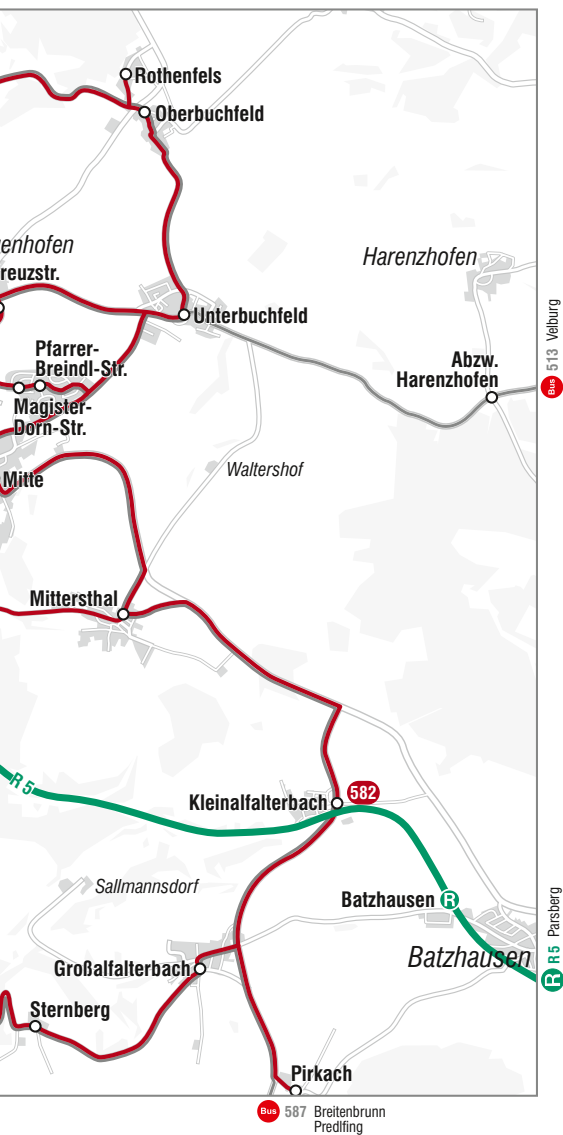 Rothenfels
Oberbuchfeld
enhofen
reuzstr.
Harenzhofen
Unterbuchfeld
Bus 513 Velburg
Pfarrer-
Breindl-Str.
Abzw.
Harenzhofen
Magister-
Dorn-Str.
Mitte
Waltershof
Mittersthal
R 5
Kleinalfalterbach
582
Sallmannsdorf
Batzhausen R
Batzhausen
R R 5 Parsberg
Großalfalterbach
Sternberg
Pirkach
Bus 587 Breitenbrunn
Predlfing